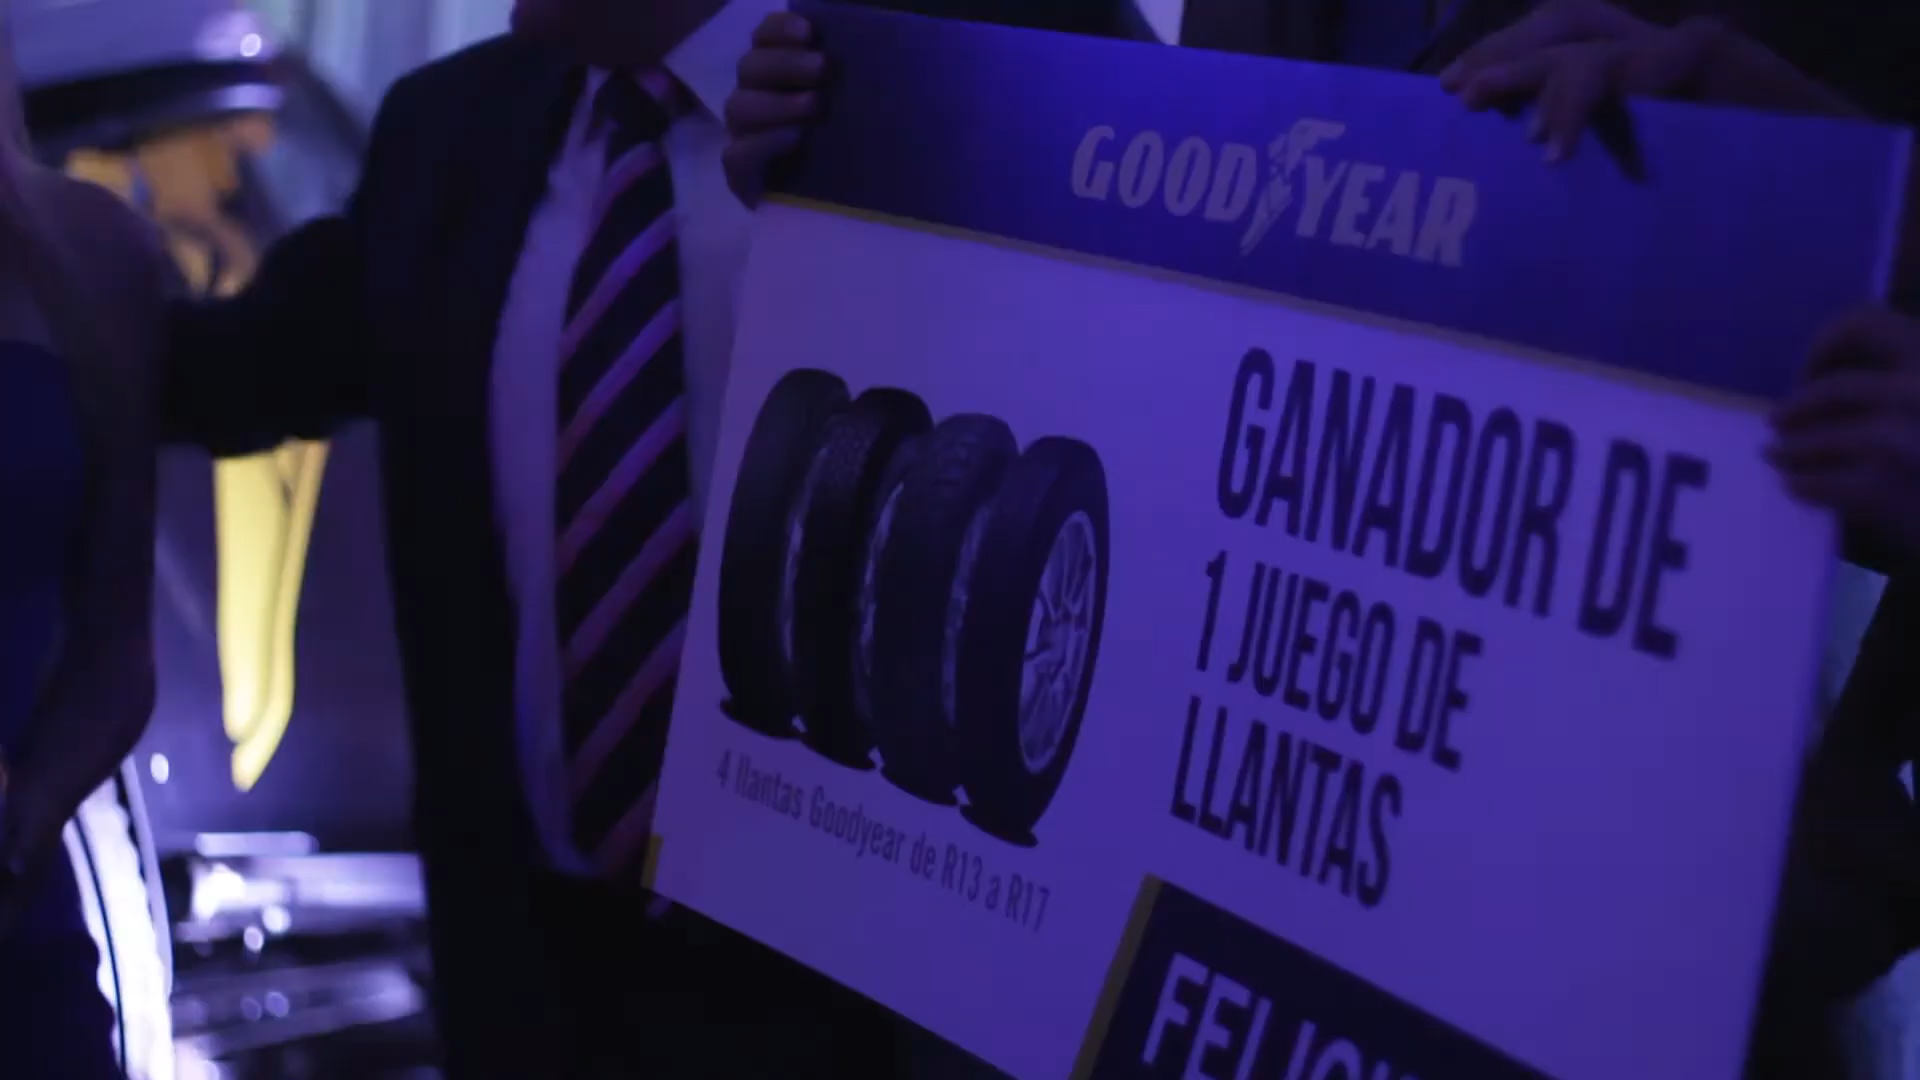 GOODYEAR
GANADOR DE
1 JUEGO DE
LLANTAS
4 llantas Goodyear de R13 a R17